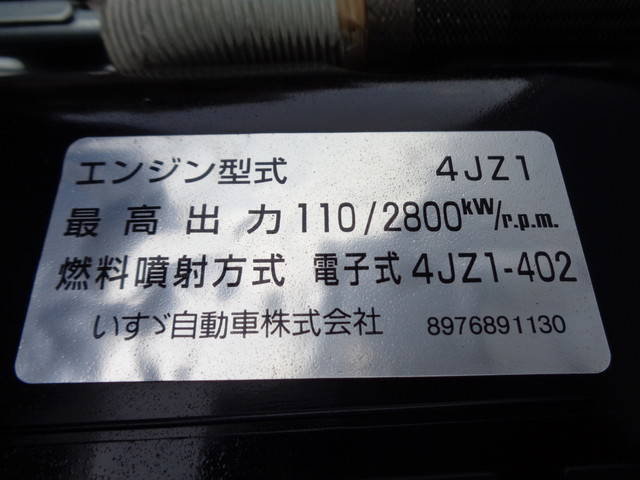 エンジン型式 4JZ1
最高出力 110/2800kW/r.p.m.
燃料噴射方式 電子式 4JZ1-402
いすゞ自動車株式会社 8976891130